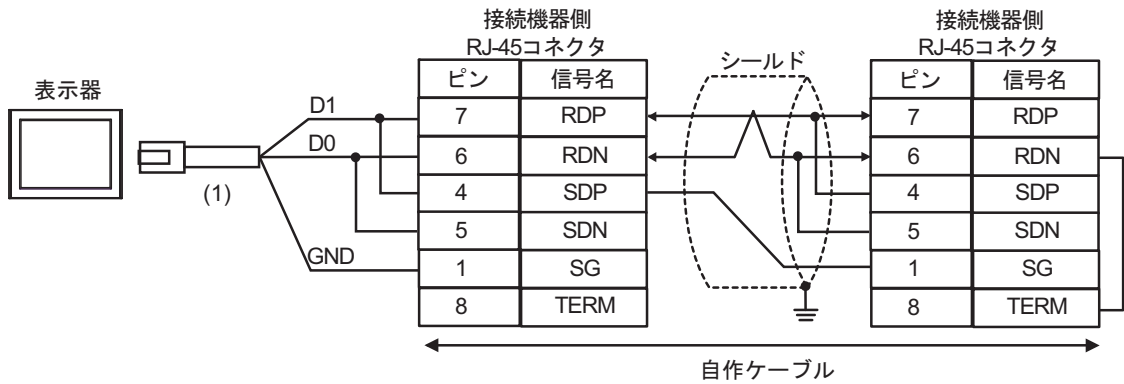 表示器
(1)
D1
D0
GND
接続機器側
RJ-45コネクタ
ピン 信号名
7 RDP
6 RDN
4 SDP
5 SDN
1 SG
8 TERM
シールド
接続機器側
RJ-45コネクタ
ピン 信号名
7 RDP
6 RDN
4 SDP
5 SDN
1 SG
8 TERM
自作ケーブル